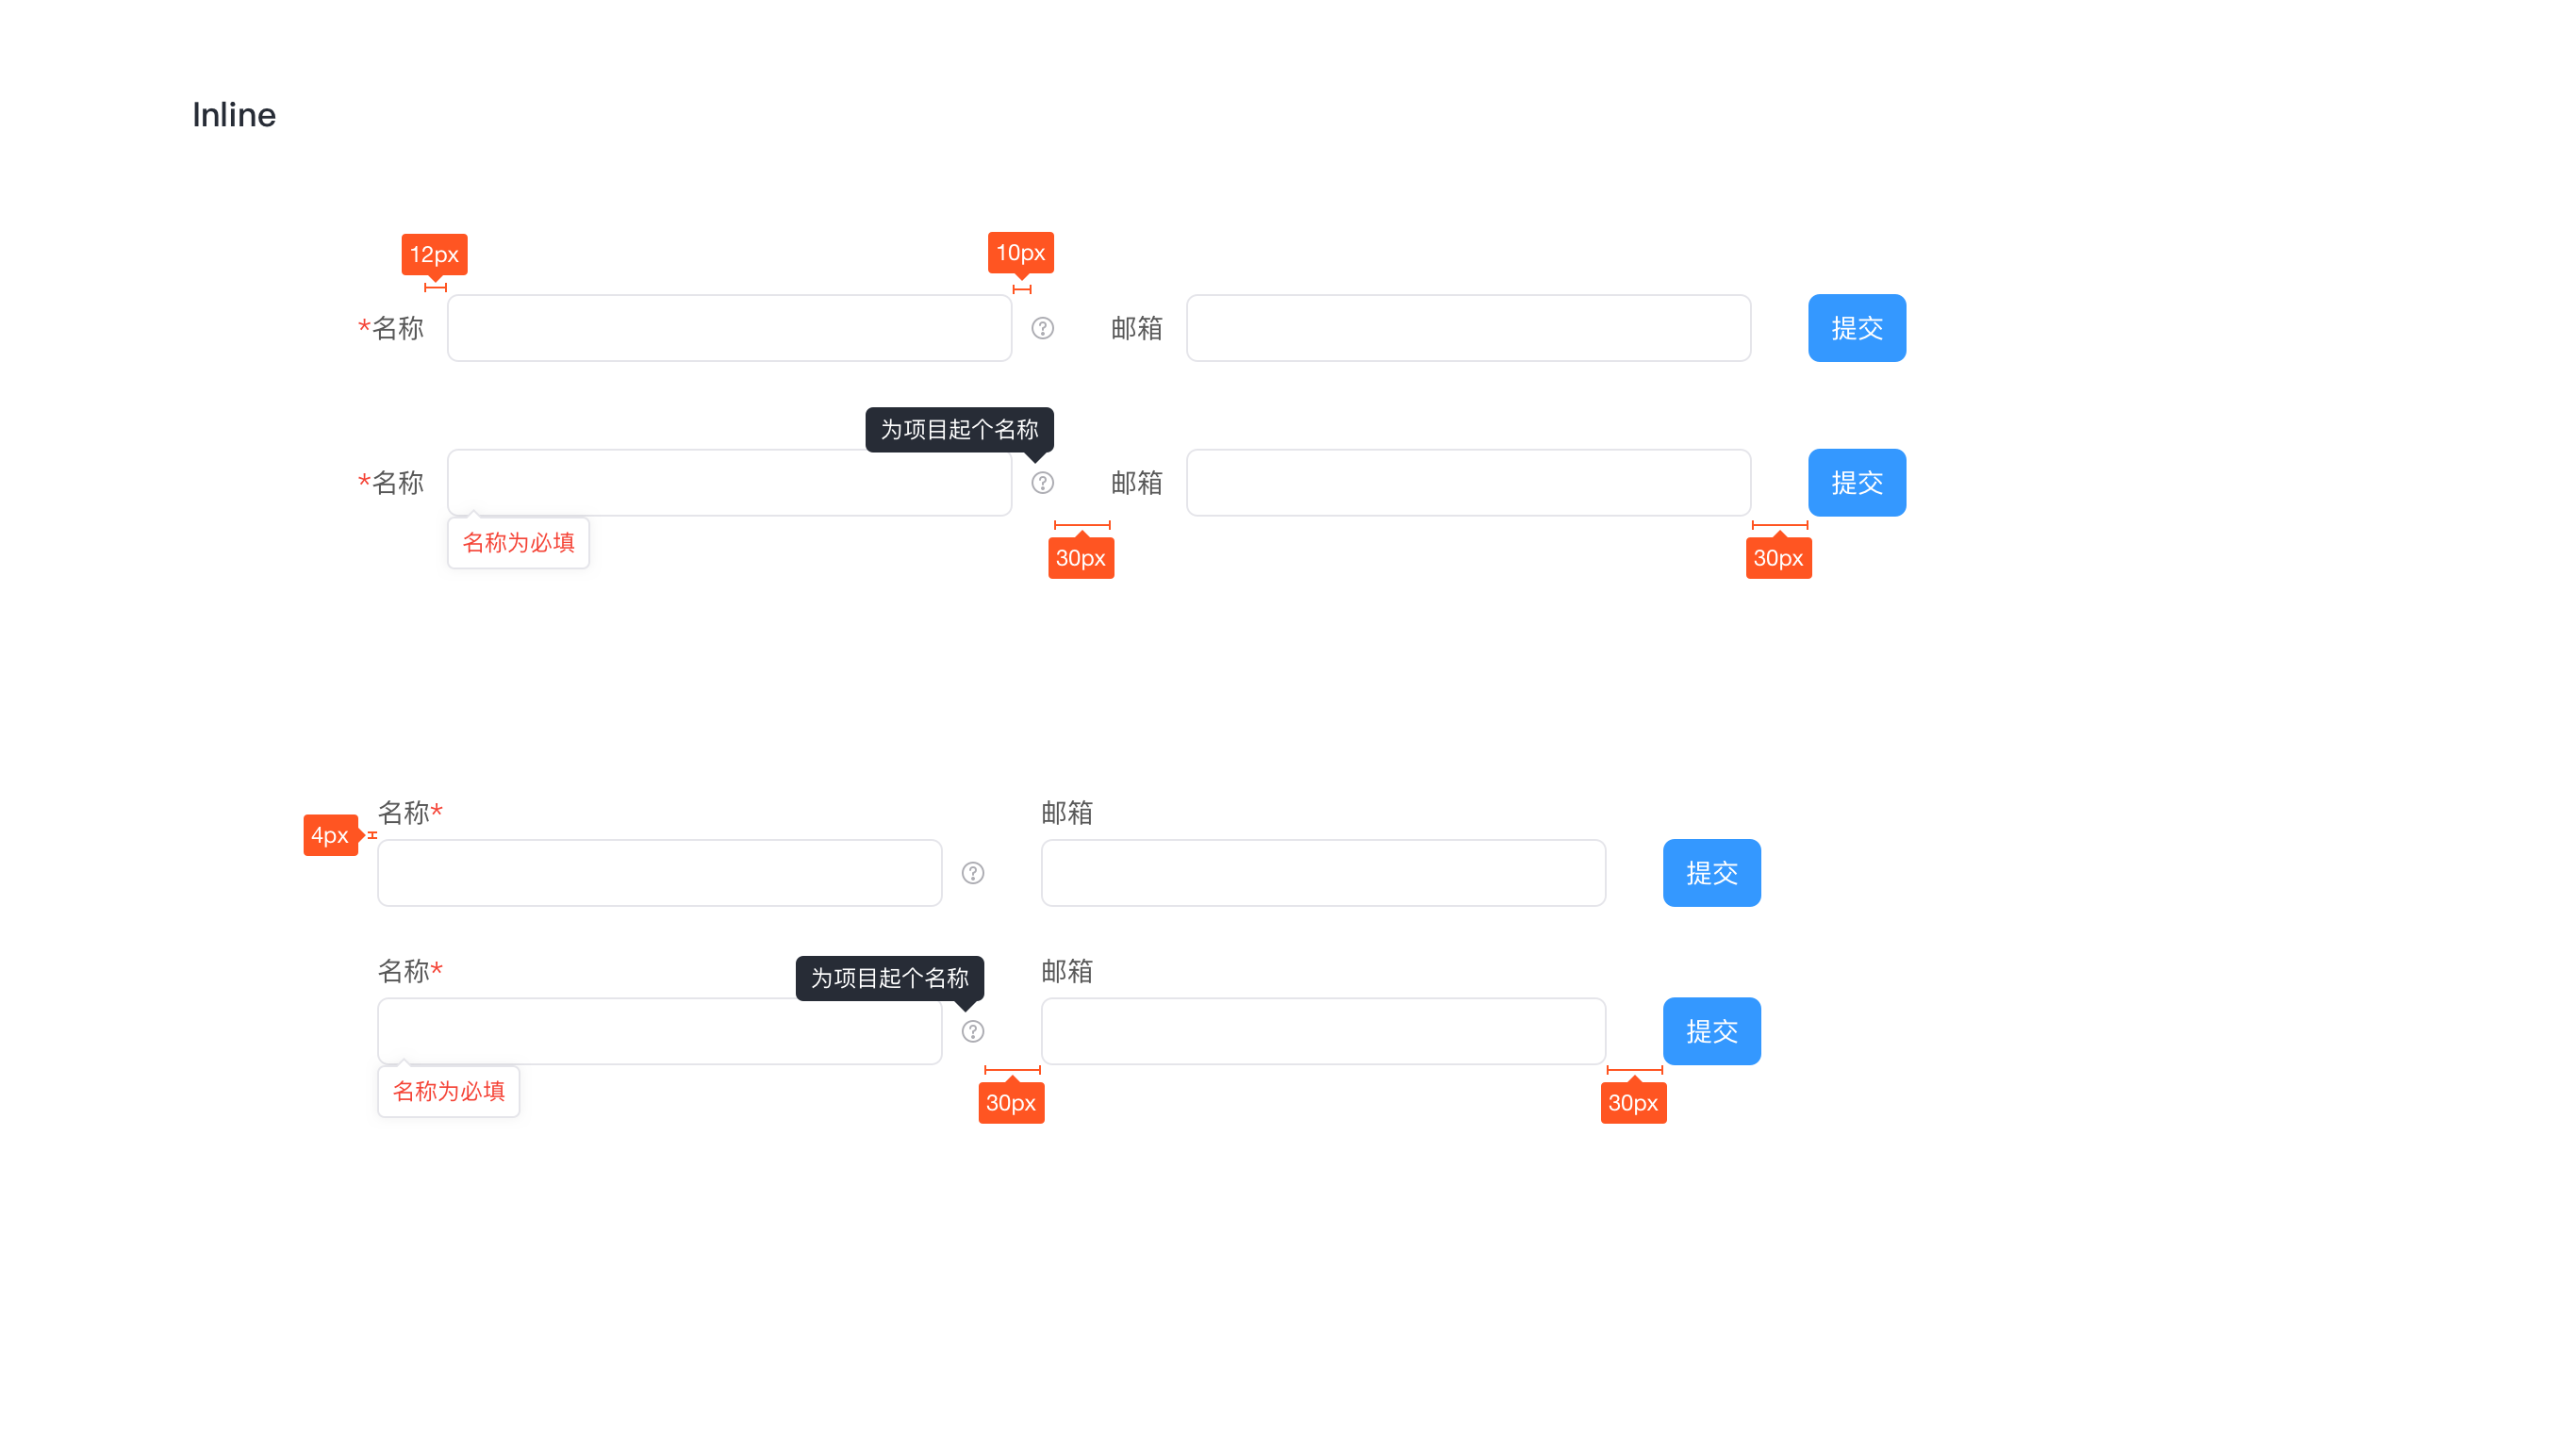 Inline
12px
10px
*名称
邮箱
提交
为项目起个名称
*名称
邮箱
提交
名称为必填
30px
30px
名称*
邮箱
4px
提交
名称*
为项目起个名称
邮箱
提交
名称为必填
30px
30px